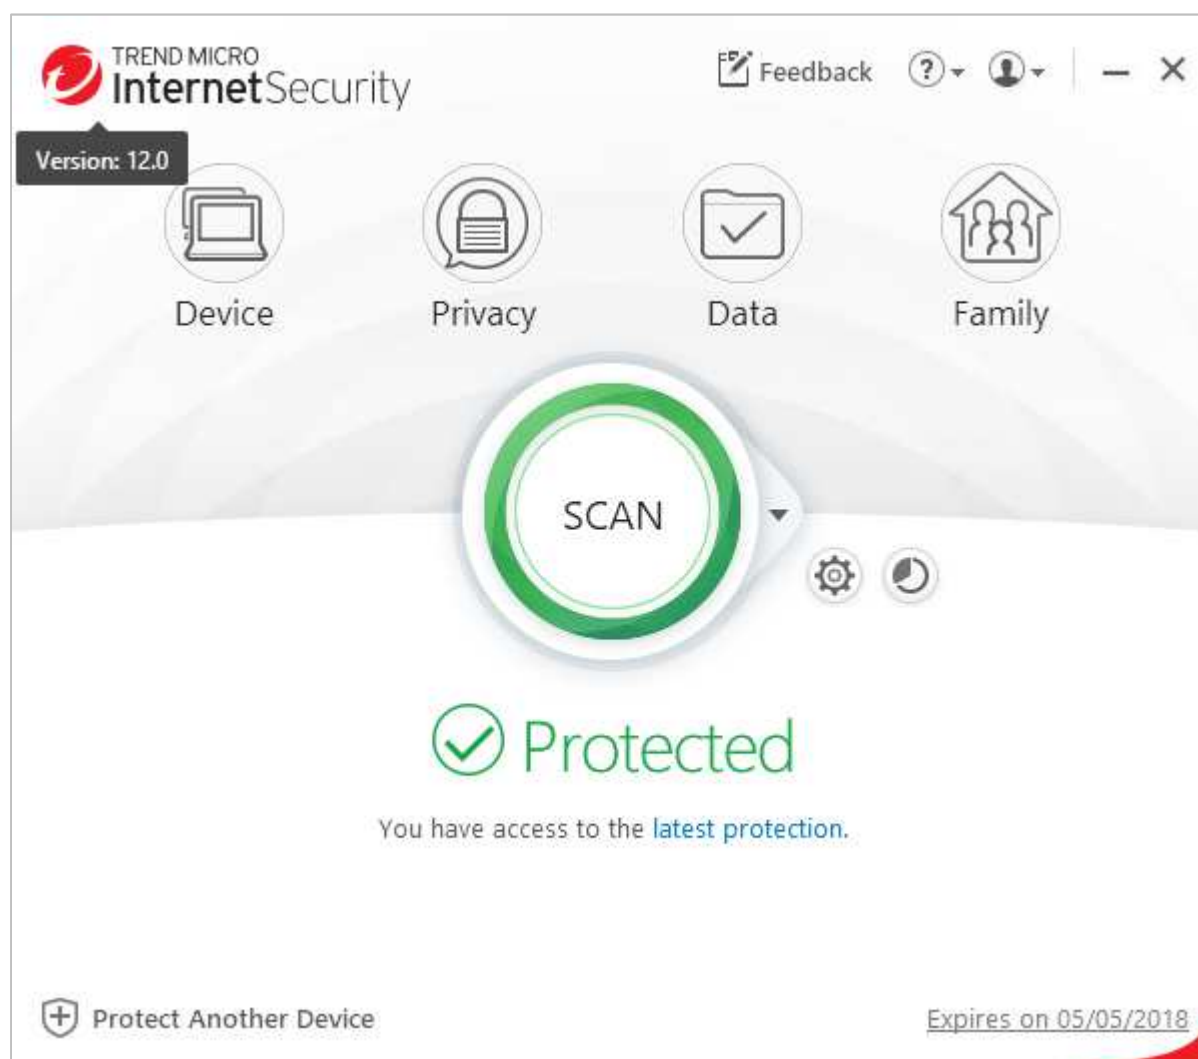 TREND MICRO
InternetSecurity
Feedback
?
Version: 12.0
Device
Privacy
Data
Family
SCAN
Protected
You have access to the latest protection.
Protect Another Device
Expires on 05/05/2018